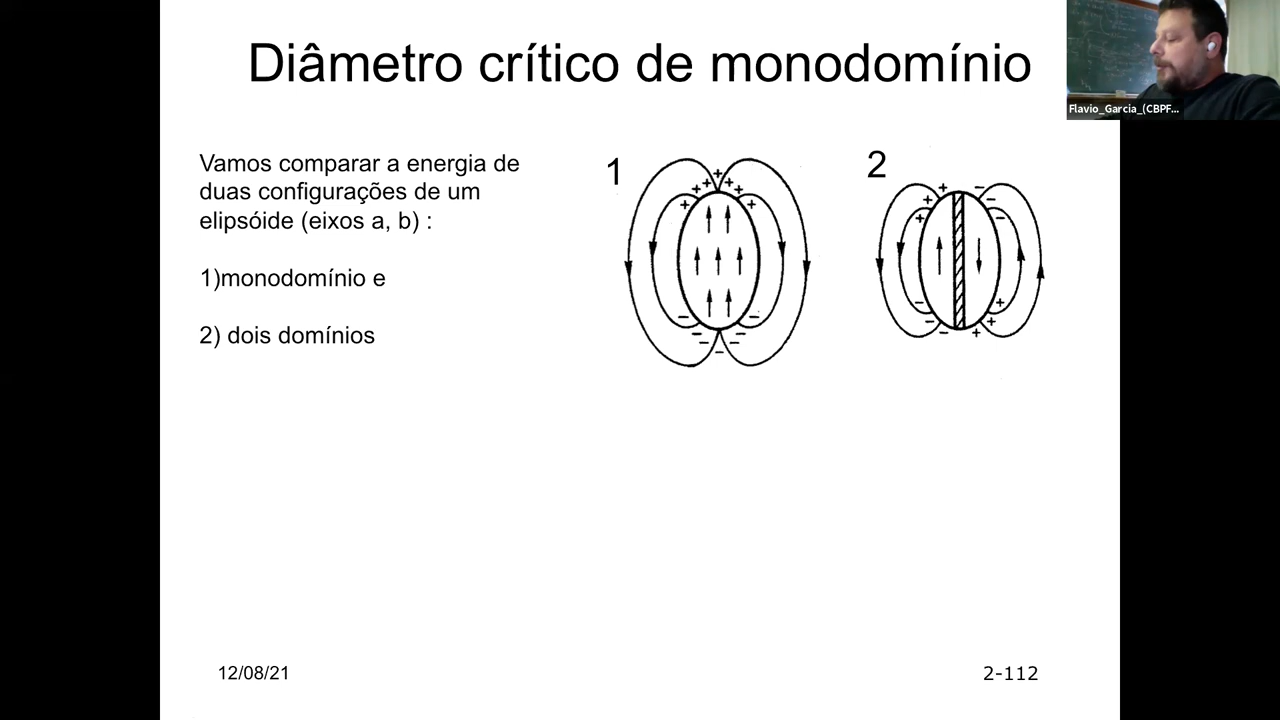 Diâmetro crítico de monodomínio
Flavio_Garcia_(CBPF...
Vamos comparar a energia de
duas configurações de um
elipsóide (eixos a, b) :
1)monodomínio e
2) dois domínios
1
2
12/08/21
2-112